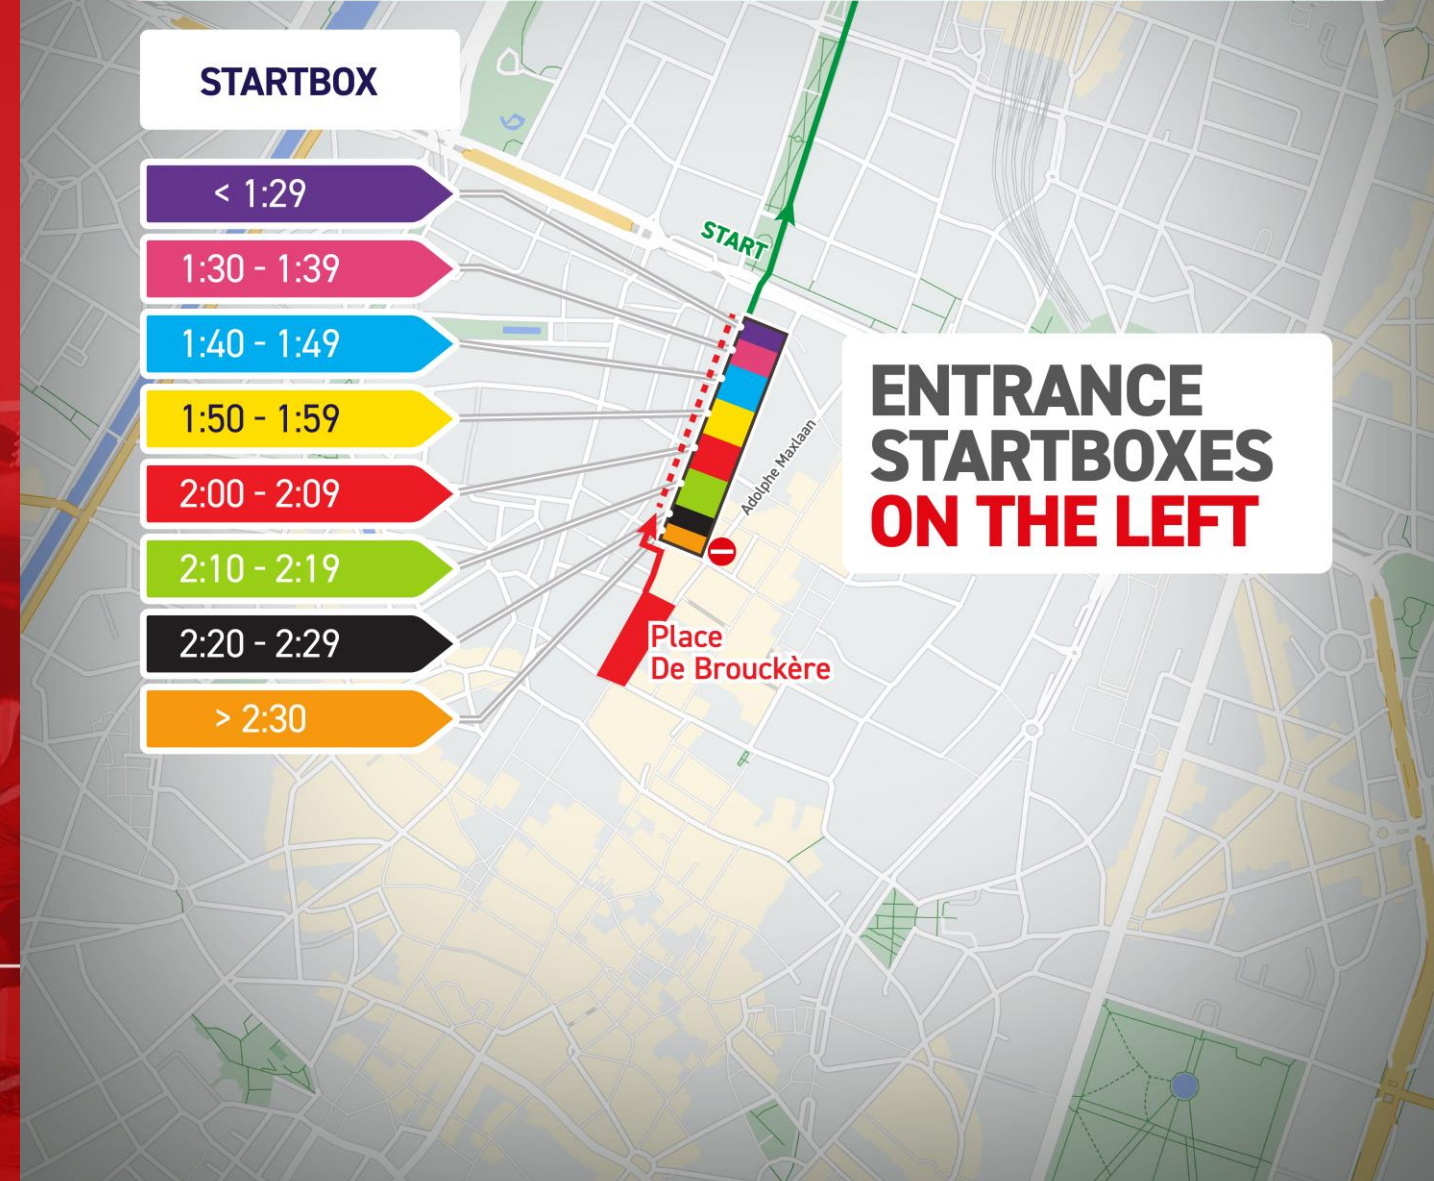 STARTBOX
< 1:29
1:30 - 1:39
1:40 - 1:49
1:50 - 1:59
2:00 - 2:09
2:10 - 2:19
2:20 - 2:29
> 2:30
START
Adolphe Maxlaan
ENTRANCE
STARTBOXES
ON THE LEFT
Place
De Brouckère